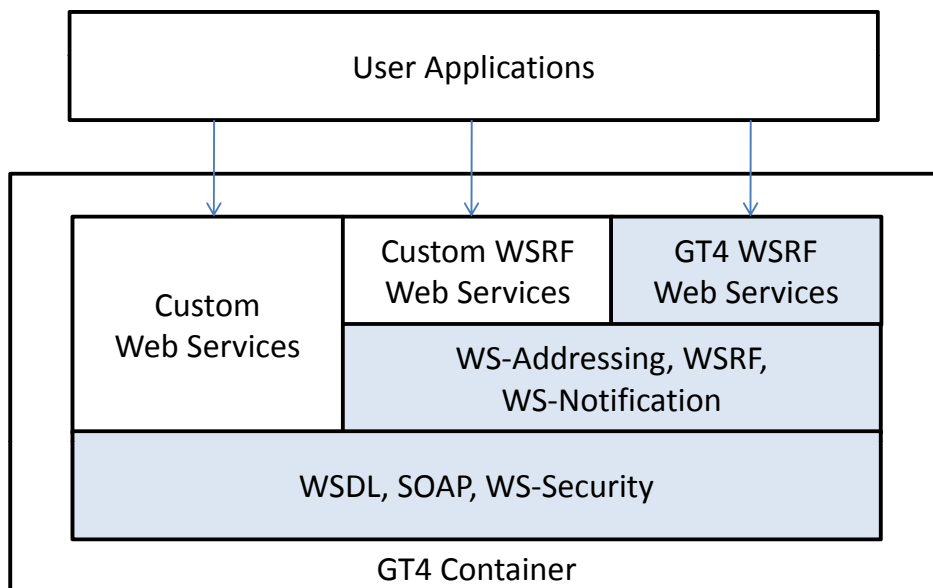 User Applications
Custom
Web Services
Custom WSRF
Web Services
GT4 WSRF
Web Services
WS-Addressing, WSRF,
WS-Notification
WSDL, SOAP, WS-Security
GT4 Container